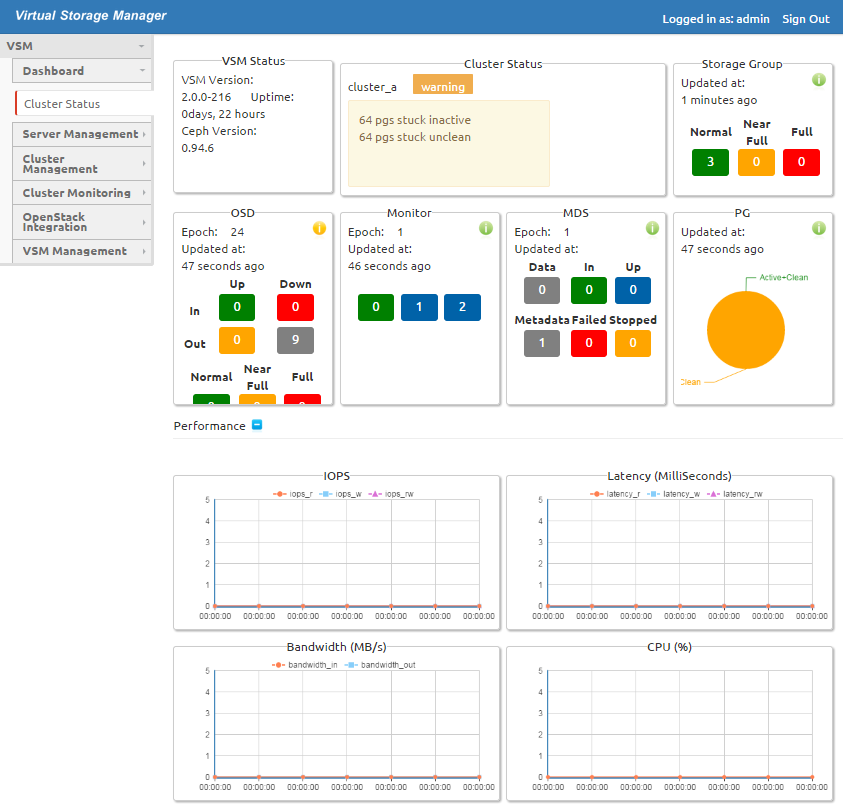 Virtual Storage Manager
Logged in as: admin Sign Out
VSM
Dashboard
Cluster Status
Server Management
Cluster
Management
Cluster Monitoring
OpenStack
Integration
VSM Management
VSM Status
VSM Version:
2.0.0-216 Uptime:
0days, 22 hours
Ceph Version:
0.94.6
Cluster Status
cluster_a warning
64 pgs stuck inactive
64 pgs stuck unclean
Storage Group
Updated at:
1 minutes ago
Normal Near Full Full
3 0 0
OSD
Epoch: 24
Updated at:
47 seconds ago
Up Down
In 0 0
Out 0 9
Normal Near Full Full
Monitor
Epoch: 1
Updated at:
46 seconds ago
0 1 2
MDS
Epoch: 1
Updated at:
Data In Up
0 0 0
Metadata Failed Stopped
1 0 0
PG
Updated at:
47 seconds ago
Active+Clean
Clean
Performance
IOPS
iops_r iops_w iops_rw
5
4
3
2
1
0
00:00:00 00:00:00 00:00:00 00:00:00 00:00:00 00:00:00 00:00:00
Latency (MilliSeconds)
latency_r latency_w latency_rw
5
4
3
2
1
0
00:00:00 00:00:00 00:00:00 00:00:00 00:00:00 00:00:00 00:00:00
Bandwidth (MB/s)
bandwidth_in bandwidth_out
5
4
3
2
1
0
00:00:00 00:00:00 00:00:00 00:00:00 00:00:00 00:00:00 00:00:00
CPU (%)
5
4
3
2
1
0
00:00:00 00:00:00 00:00:00 00:00:00 00:00:00 00:00:00 00:00:00